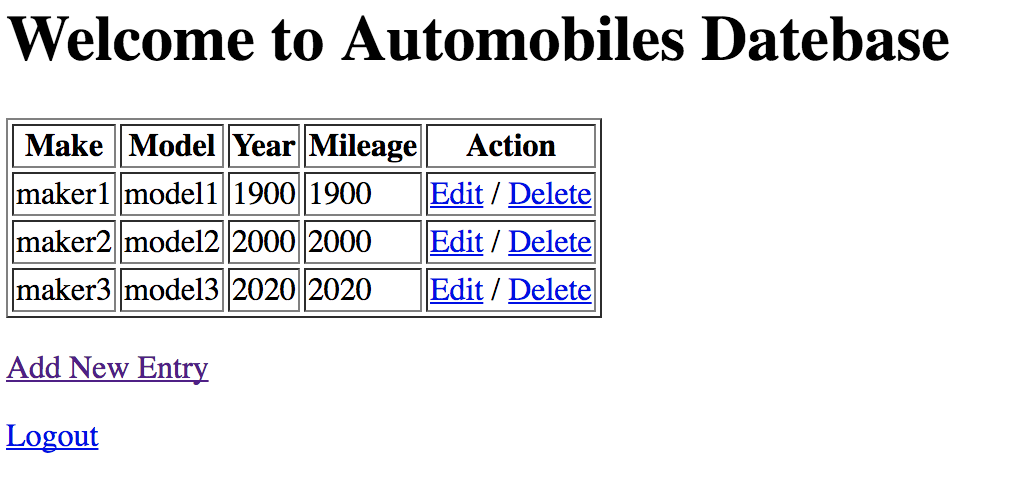 Welcome to Automobiles Datebase
Make Model Year Mileage Action
maker1 model1 1900 1900 Edit / Delete
maker2 model2 2000 2000 Edit / Delete
maker3 model3 2020 2020 Edit / Delete
Add New Entry
Logout